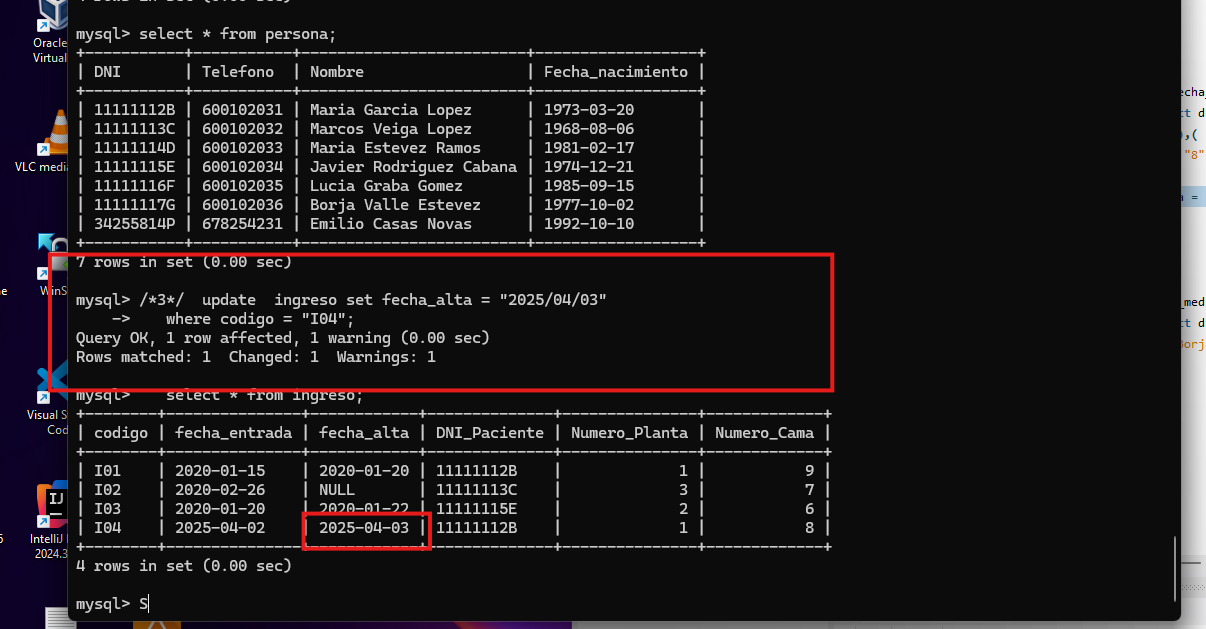 Oracle
Virtual
VLC media
WinS
Visual S
Cod
IntelliJ
2024.3
mysql> select * from persona;
+-----------+-----------+-------------------------+------------------+
| DNI       | Telefono  | Nombre                  | Fecha_nacimiento |
+-----------+-----------+-------------------------+------------------+
| 11111112B | 600102031 | Maria Garcia Lopez      | 1973-03-20       |
| 11111113C | 600102032 | Marcos Veiga Lopez      | 1968-08-06       |
| 11111114D | 600102033 | Maria Estevez Ramos     | 1981-02-17       |
| 11111115E | 600102034 | Javier Rodriguez Cabana | 1974-12-21       |
| 11111116F | 600102035 | Lucia Graba Gomez       | 1985-09-15       |
| 11111117G | 600102036 | Borja Valle Estevez     | 1977-10-02       |
| 34255814P | 678254231 | Emilio Casas Novas      | 1992-10-10       |
+-----------+-----------+-------------------------+------------------+
7 rows in set (0.00 sec)
mysql> /*3*/  update  ingreso set fecha_alta = "2025/04/03"
    ->    where codigo = "I04";
Query OK, 1 row affected, 1 warning (0.00 sec)
Rows matched: 1  Changed: 1  Warnings: 1
mysql>    select * from ingreso;
+--------+---------------+------------+--------------+---------------+-------------+
| codigo | fecha_entrada | fecha_alta | DNI_Paciente | Numero_Planta | Numero_Cama |
+--------+---------------+------------+--------------+---------------+-------------+
| I01    | 2020-01-15    | 2020-01-20 | 11111112B    |             1 |           9 |
| I02    | 2020-02-26    | NULL       | 11111113C    |             3 |           7 |
| I03    | 2020-01-20    | 2020-01-22 | 11111115E    |             2 |           6 |
| I04    | 2025-04-02    | 2025-04-03 | 11111112B    |             1 |           8 |
+--------+---------------+------------+--------------+---------------+-------------+
4 rows in set (0.00 sec)
mysql> S